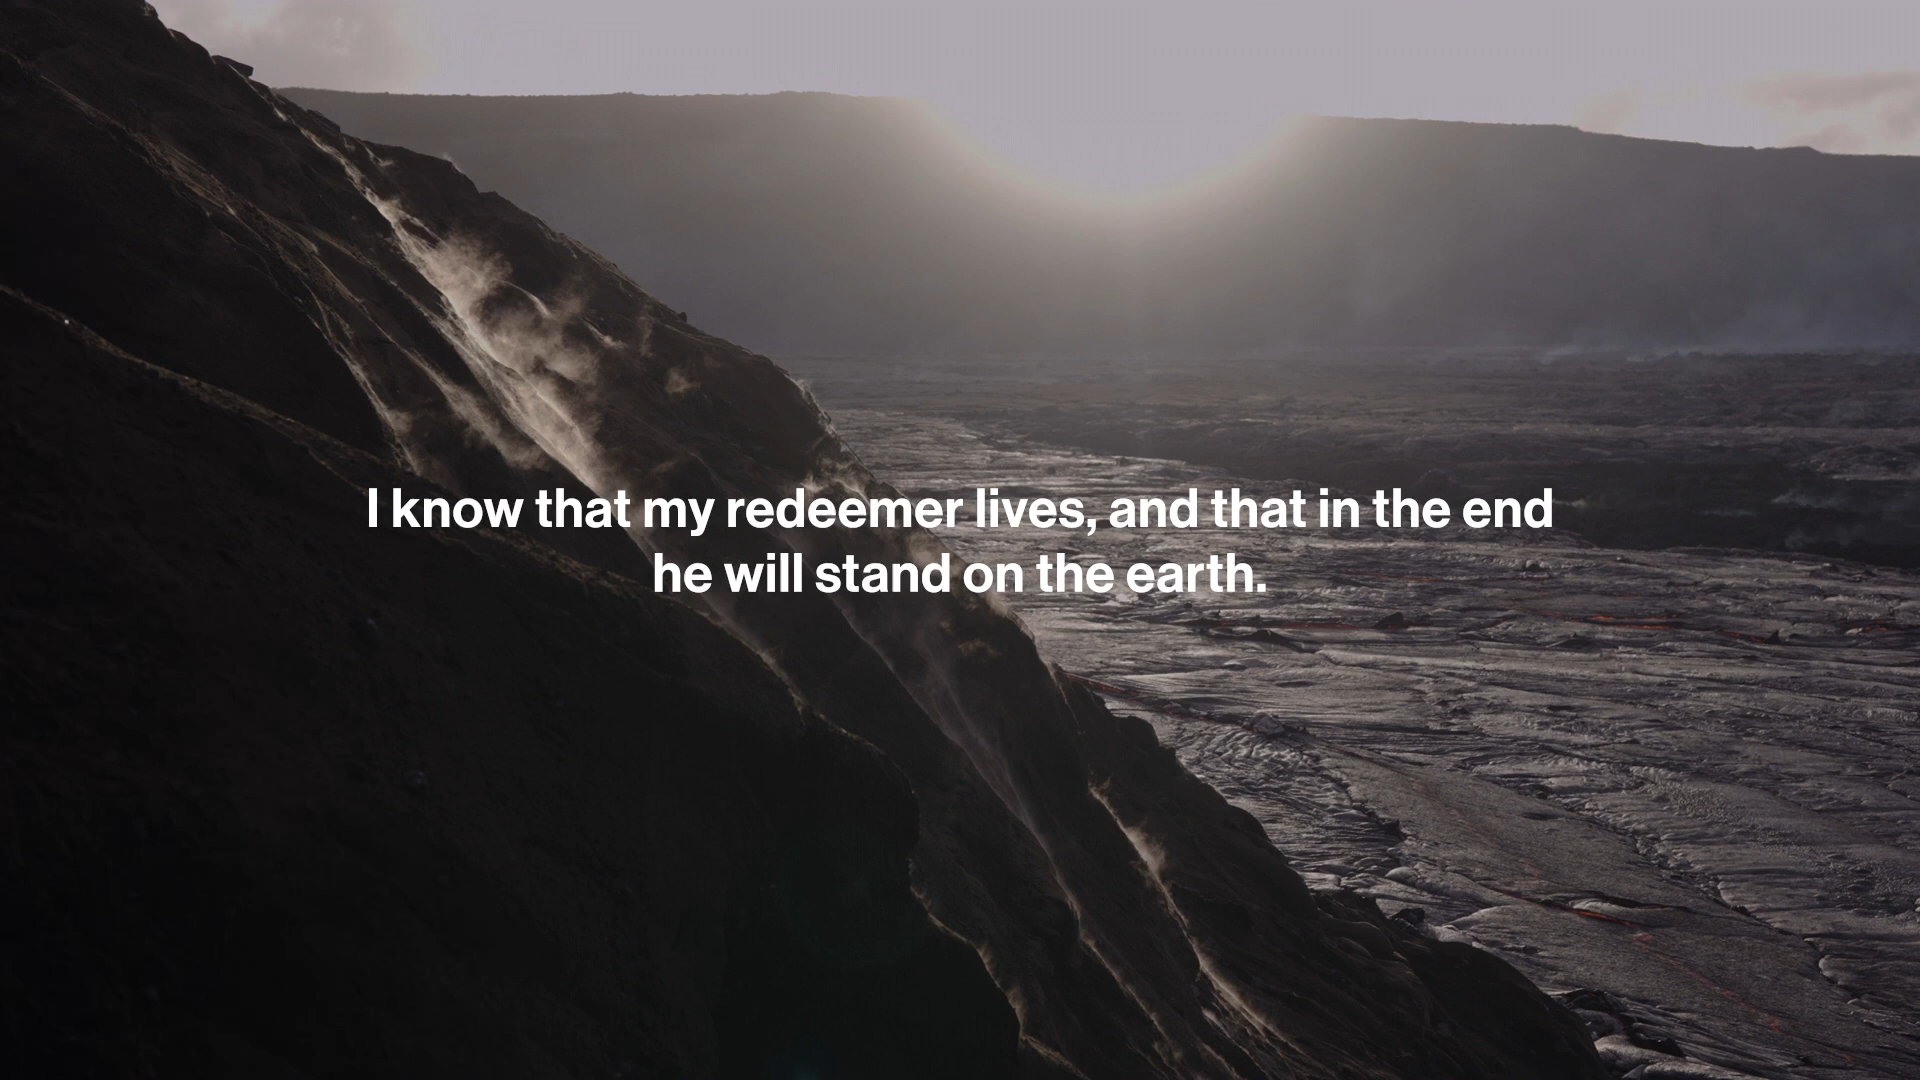 I know that my redeemer lives, and that in the end
he will stand on the earth.